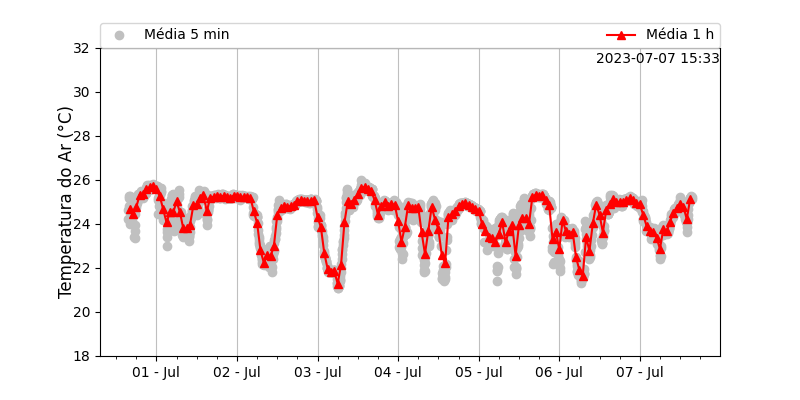 Média 5 min
Média 1 h
2023-07-07 15:33
Temperatura do Ar (°C)
32
30
28
26
24
22
20
18
01 - Jul
02 - Jul
03 - Jul
04 - Jul
05 - Jul
06 - Jul
07 - Jul